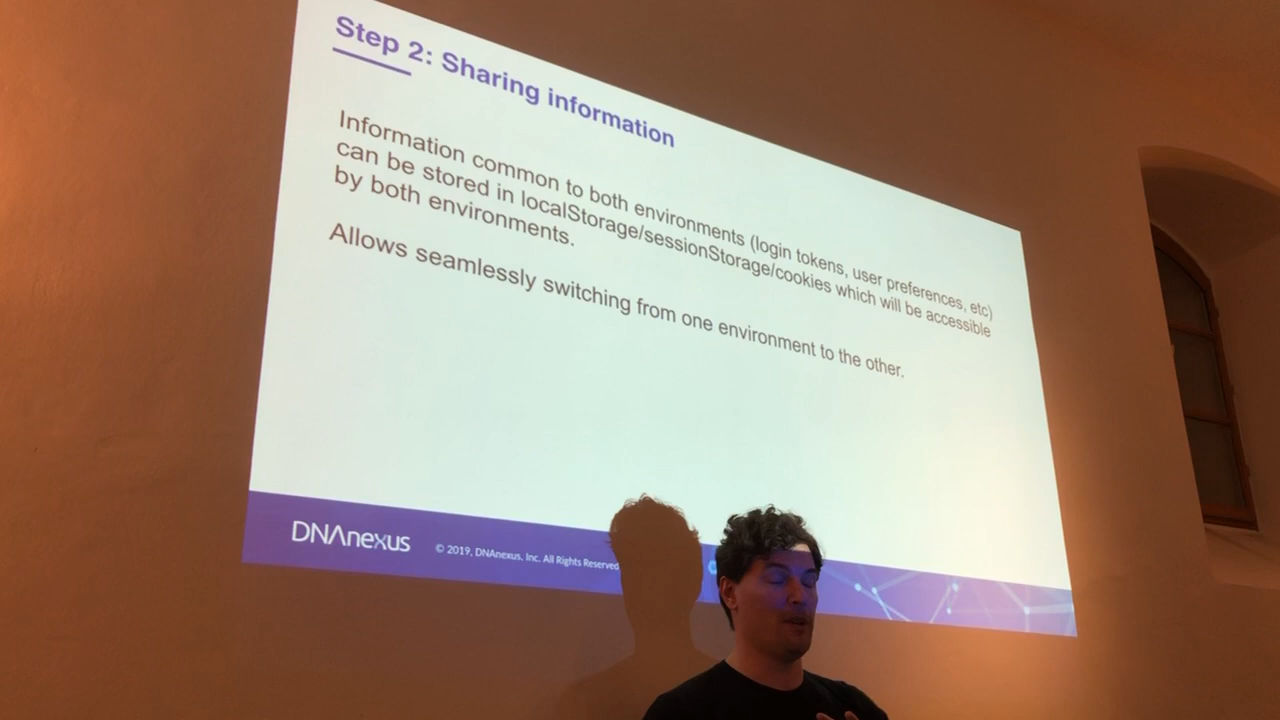 Step 2: Sharing information
Information common to both environments (login tokens, user preferences, etc)
can be stored in localStorage/sessionStorage/cookies which will be accessible
by both environments.
Allows seamlessly switching from one environment to the other.
DNAnexus
© 2019, DNAnexus, Inc. All Rights Reserved